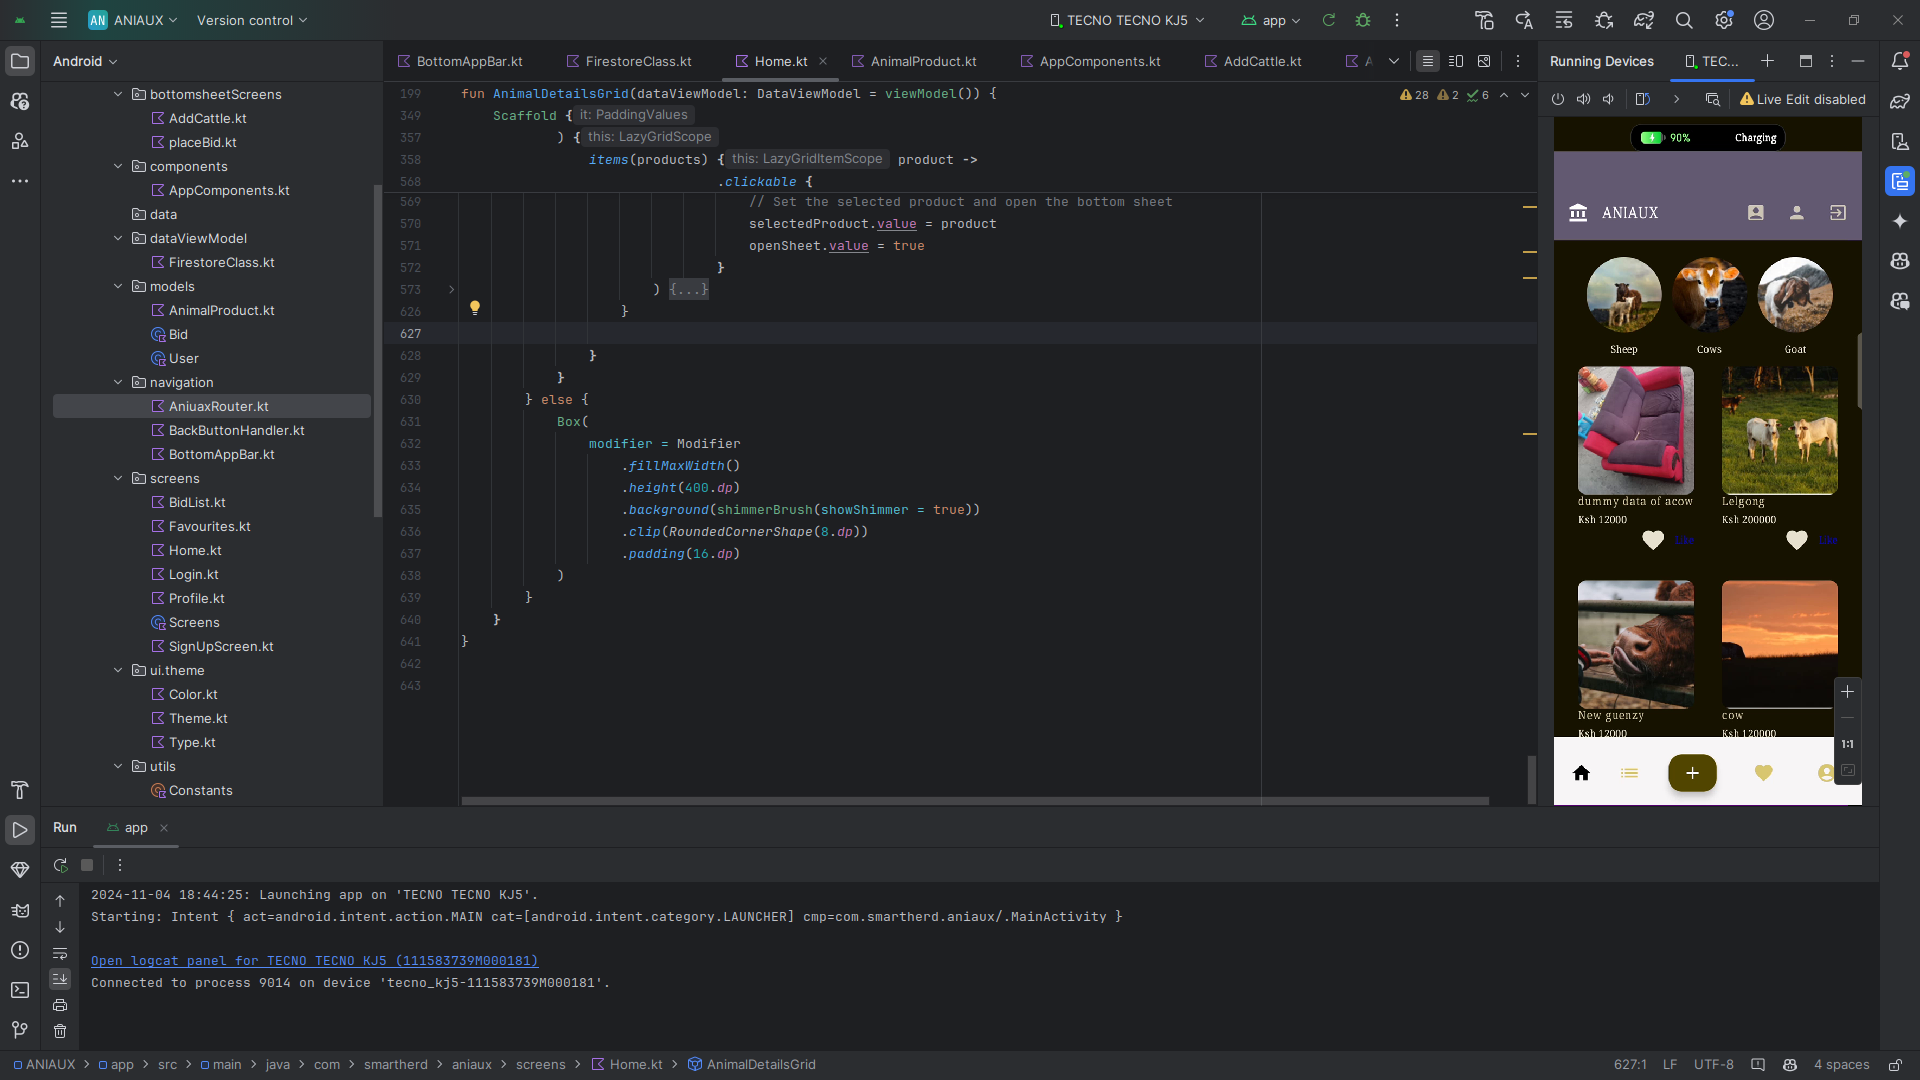 AN ANIAUX Version control TECNO TECNO KJ5 app
Android
BottomAppBar.kt FirestoreClass.kt Home.kt AnimalProduct.kt AppComponents.kt AddCattle.kt A
Running Devices TEC...
Live Edit disabled
bottomsheetScreens
AddCattle.kt
placeBid.kt
components
AppComponents.kt
data
dataViewModel
FirestoreClass.kt
models
AnimalProduct.kt
Bid
User
navigation
AniuaxRouter.kt
BackButtonHandler.kt
BottomAppBar.kt
screens
BidList.kt
Favourites.kt
Home.kt
Login.kt
Profile.kt
Screens
SignUpScreen.kt
ui.theme
Color.kt
Theme.kt
Type.kt
utils
Constants
199 fun AnimalDetailsGrid(dataViewModel: DataViewModel = viewModel()) {
28 2 6
349 Scaffold { it: PaddingValues
357 ) { this: LazyGridScope
358 items(products) { this: LazyGridItemScope product ->
568 .clickable {
569 // Set the selected product and open the bottom sheet
570 selectedProduct.value = product
571 openSheet.value = true
572 }
573 ) {...}
626 }
627
628 }
629 }
630 } else {
631 Box(
632 modifier = Modifier
633 .fillMaxWidth()
634 .height(400.dp)
635 .background(shimmerBrush(showShimmer = true))
636 .clip(RoundedCornerShape(8.dp))
637 .padding(16.dp)
638 )
639 }
640 }
641 }
642
643
90% Charging
ANIAUX
Sheep Cows Goat
dummy data of acow Lelgong
Ksh 12000 Ksh 200000
Like Like
New guenzy cow
Ksh 12000 Ksh 120000
1:1
Run app
2024-11-04 18:44:25: Launching app on 'TECNO TECNO KJ5'.
Starting: Intent { act=android.intent.action.MAIN cat=[android.intent.category.LAUNCHER] cmp=com.smartherd.aniaux/.MainActivity }
Open logcat panel for TECNO TECNO KJ5 (111583739M000181)
Connected to process 9014 on device 'tecno_kj5-111583739M000181'.
ANIAUX > app > src > main > java > com > smartherd > aniaux > screens > Home.kt > AnimalDetailsGrid
627:1 LF UTF-8 4 spaces